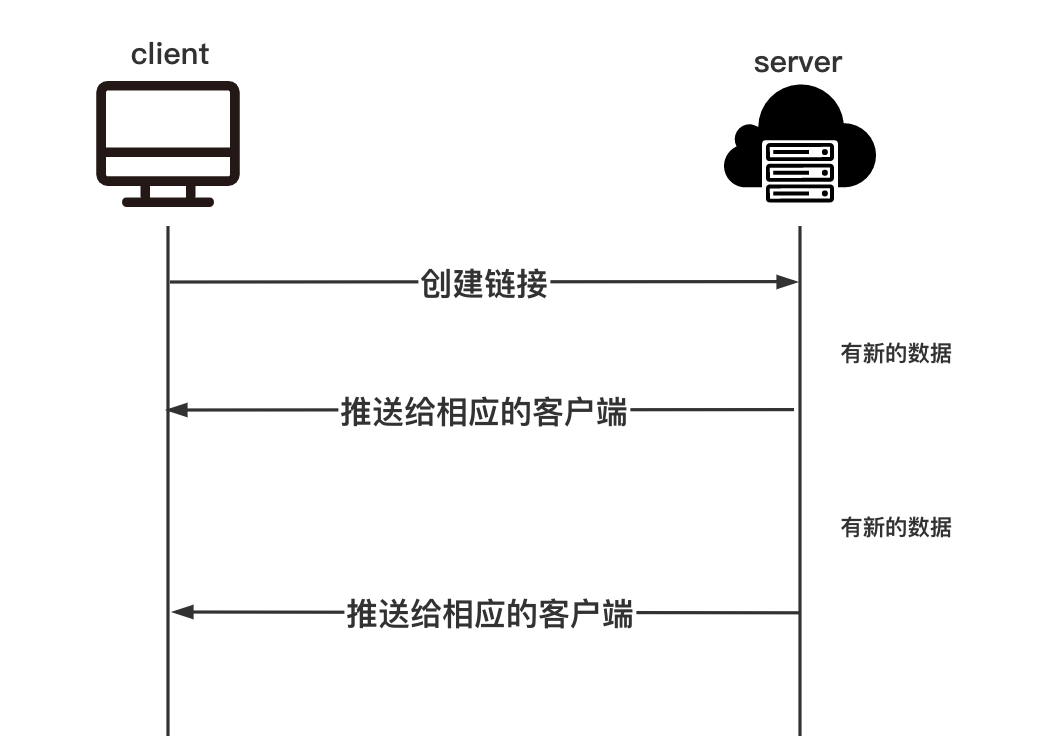 client
server
创建链接
有新的数据
推送给相应的客户端
有新的数据
推送给相应的客户端